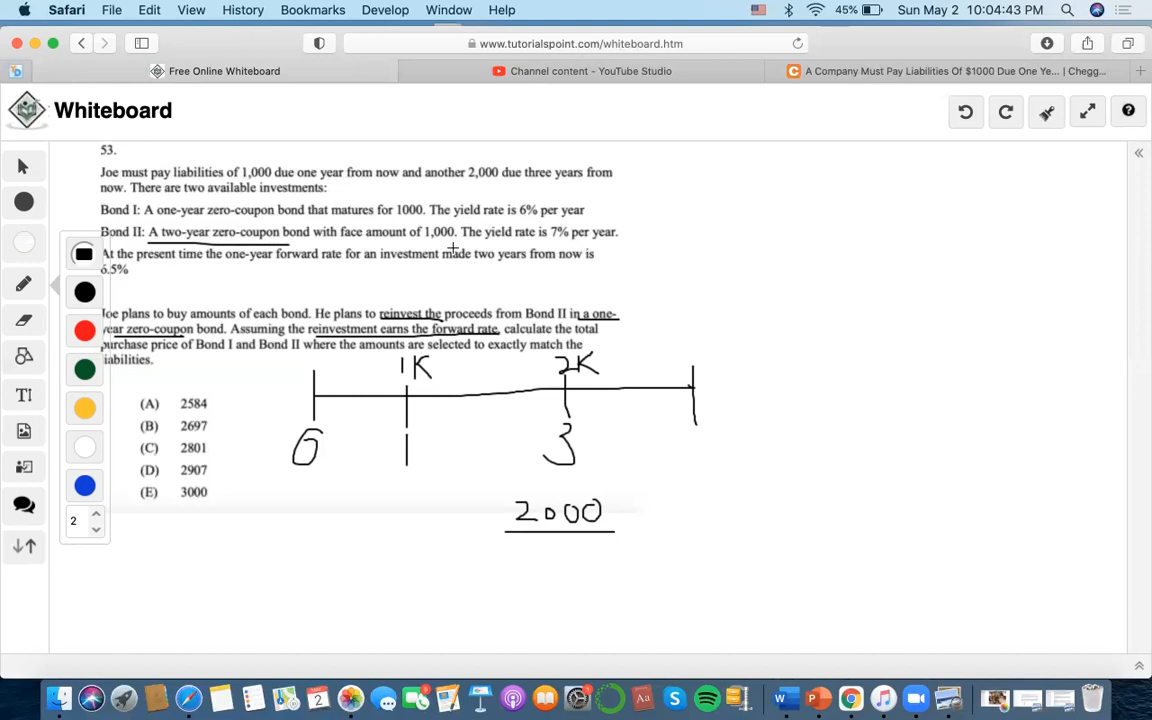 Safari File Edit View History Bookmarks Develop Window Help 45% Sun May 2 10:04:43 PM
www.tutorialspoint.com/whiteboard.htm
Free Online Whiteboard Channel content - YouTube Studio A Company Must Pay Liabilities Of $1000 Due One Ye... | Chegg...
Whiteboard
53.
Joe must pay liabilities of 1,000 due one year from now and another 2,000 due three years from
now. There are two available investments:
Bond I: A one-year zero-coupon bond that matures for 1000. The yield rate is 6% per year
Bond II: A two-year zero-coupon bond with face amount of 1,000. The yield rate is 7% per year.
At the present time the one-year forward rate for an investment made two years from now is
6.5%
Joe plans to buy amounts of each bond. He plans to reinvest the proceeds from Bond II in a one-
year zero-coupon bond. Assuming the reinvestment earns the forward rate, calculate the total
purchase price of Bond I and Bond II where the amounts are selected to exactly match the
liabilities.
1K 2K
0 1 3
(A) 2584
(B) 2697
(C) 2801
(D) 2907
(E) 3000
2000
T
2